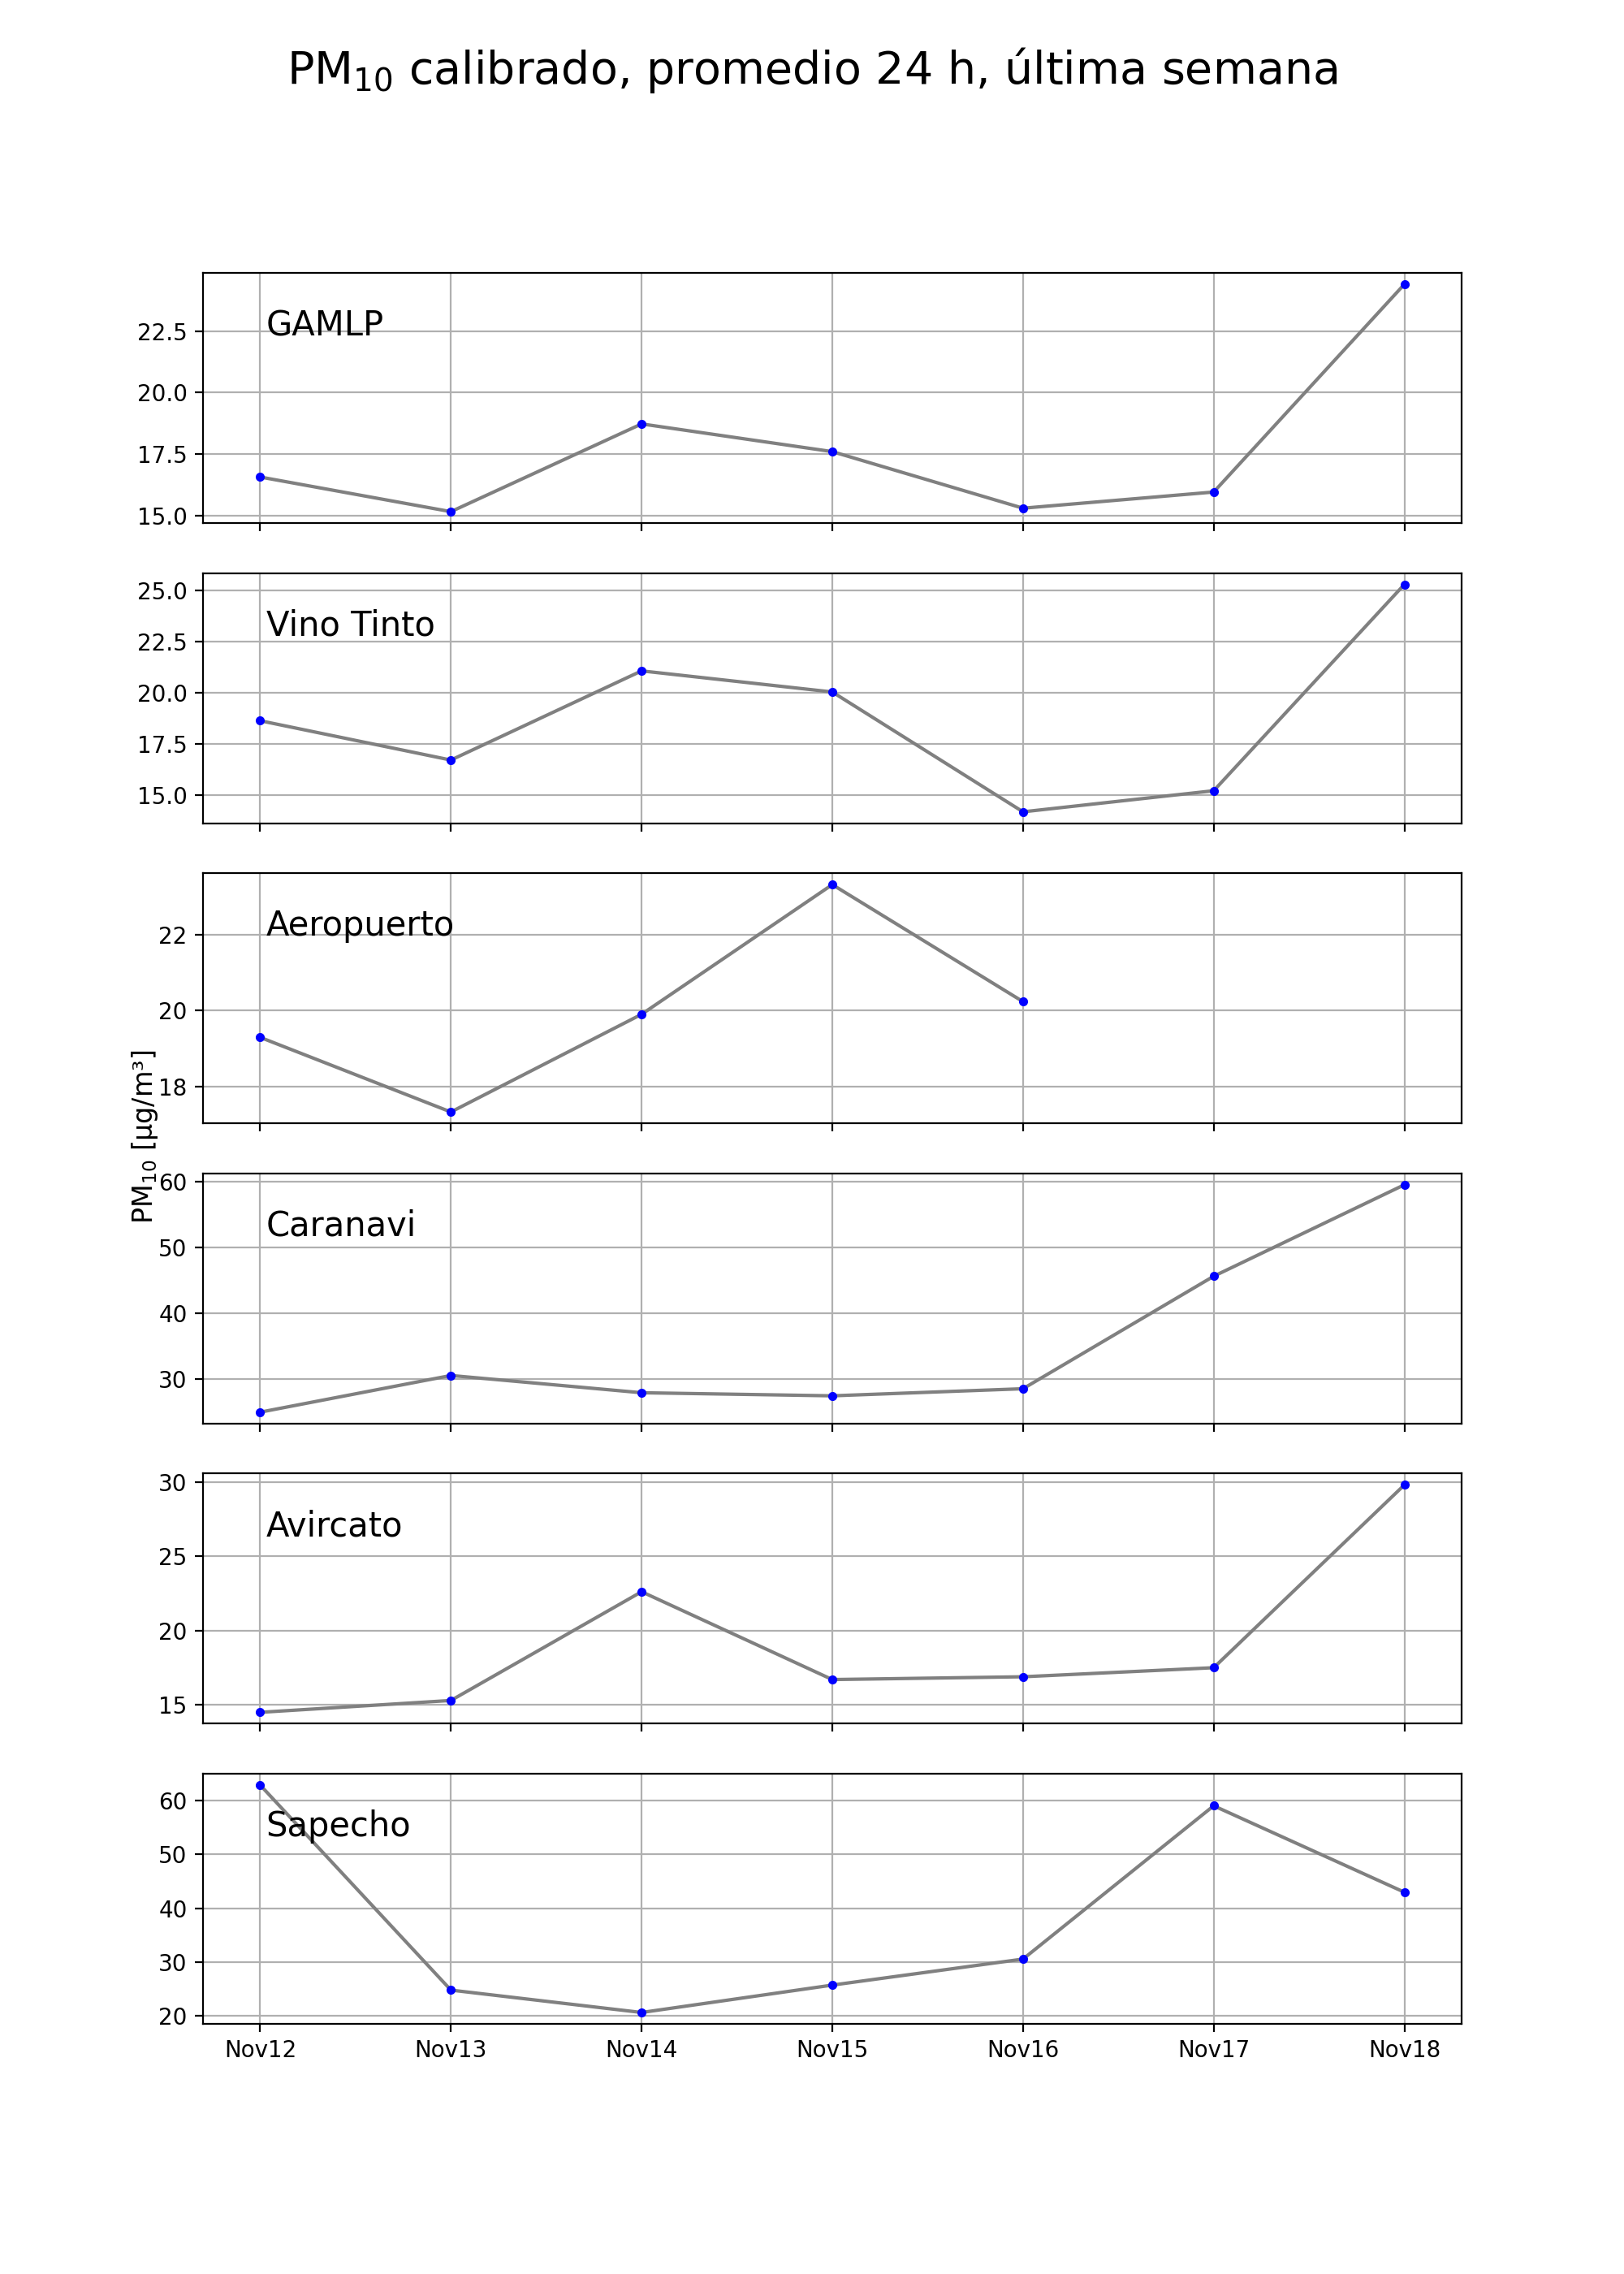 PM₁₀ calibrado, promedio 24 h, última semana
GAMLP
22.5
20.0
17.5
15.0
Vino Tinto
25.0
22.5
20.0
17.5
15.0
Aeropuerto
22
20
18
PM₁₀ [µg/m³]
Caranavi
60
50
40
30
Avircato
30
25
20
15
Sapecho
60
50
40
30
20
Nov12 Nov13 Nov14 Nov15 Nov16 Nov17 Nov18